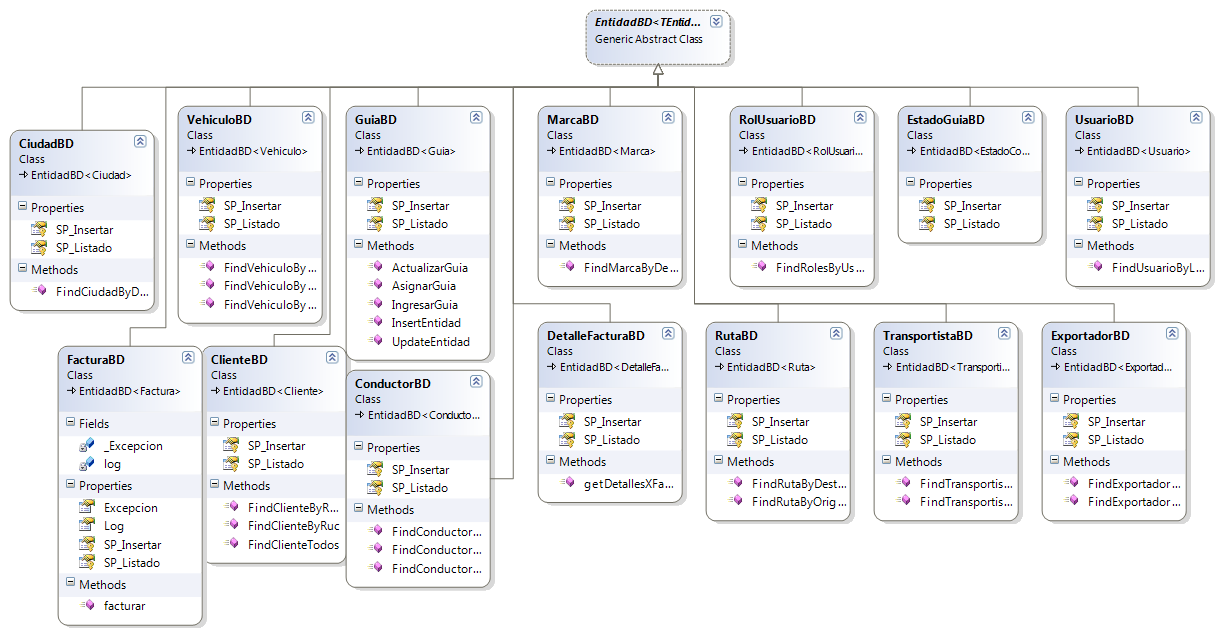 EntidadBD<TEntid...
Generic Abstract Class
CiudadBD
Class
EntidadBD<Ciudad>
Properties
SP_Insertar
SP_Listado
Methods
FindCiudadByD...
VehiculoBD
Class
EntidadBD<Vehiculo>
Properties
SP_Insertar
SP_Listado
Methods
FindVehiculoBy...
FindVehiculoBy...
FindVehiculoBy...
GuiaBD
Class
EntidadBD<Guia>
Properties
SP_Insertar
SP_Listado
Methods
ActualizarGuia
AsignarGuia
IngresarGuia
InsertEntidad
UpdateEntidad
MarcaBD
Class
EntidadBD<Marca>
Properties
SP_Insertar
SP_Listado
Methods
FindMarcaByDe...
RolUsuarioBD
Class
EntidadBD<RolUsuari...
Properties
SP_Insertar
SP_Listado
Methods
FindRolesByUs...
EstadoGuiaBD
Class
EntidadBD<EstadoCo...
Properties
SP_Insertar
SP_Listado
UsuarioBD
Class
EntidadBD<Usuario>
Properties
SP_Insertar
SP_Listado
Methods
FindUsuarioByL...
FacturaBD
Class
EntidadBD<Factura>
Fields
_Excepcion
log
Properties
Excepcion
Log
SP_Insertar
SP_Listado
Methods
facturar
ClienteBD
Class
EntidadBD<Cliente>
Properties
SP_Insertar
SP_Listado
Methods
FindClienteByR...
FindClienteByRuc
FindClienteTodos
ConductorBD
Class
EntidadBD<Conducto...
Properties
SP_Insertar
SP_Listado
Methods
FindConductor...
FindConductor...
FindConductor...
DetalleFacturaBD
Class
EntidadBD<DetalleFa...
Properties
SP_Insertar
SP_Listado
Methods
getDetallesXFa...
RutaBD
Class
EntidadBD<Ruta>
Properties
SP_Insertar
SP_Listado
Methods
FindRutaByDest...
FindRutaByOrig...
TransportistaBD
Class
EntidadBD<Transporti...
Properties
SP_Insertar
SP_Listado
Methods
FindTransportis...
FindTransportis...
ExportadorBD
Class
EntidadBD<Exportad...
Properties
SP_Insertar
SP_Listado
Methods
FindExportador...
FindExportador...